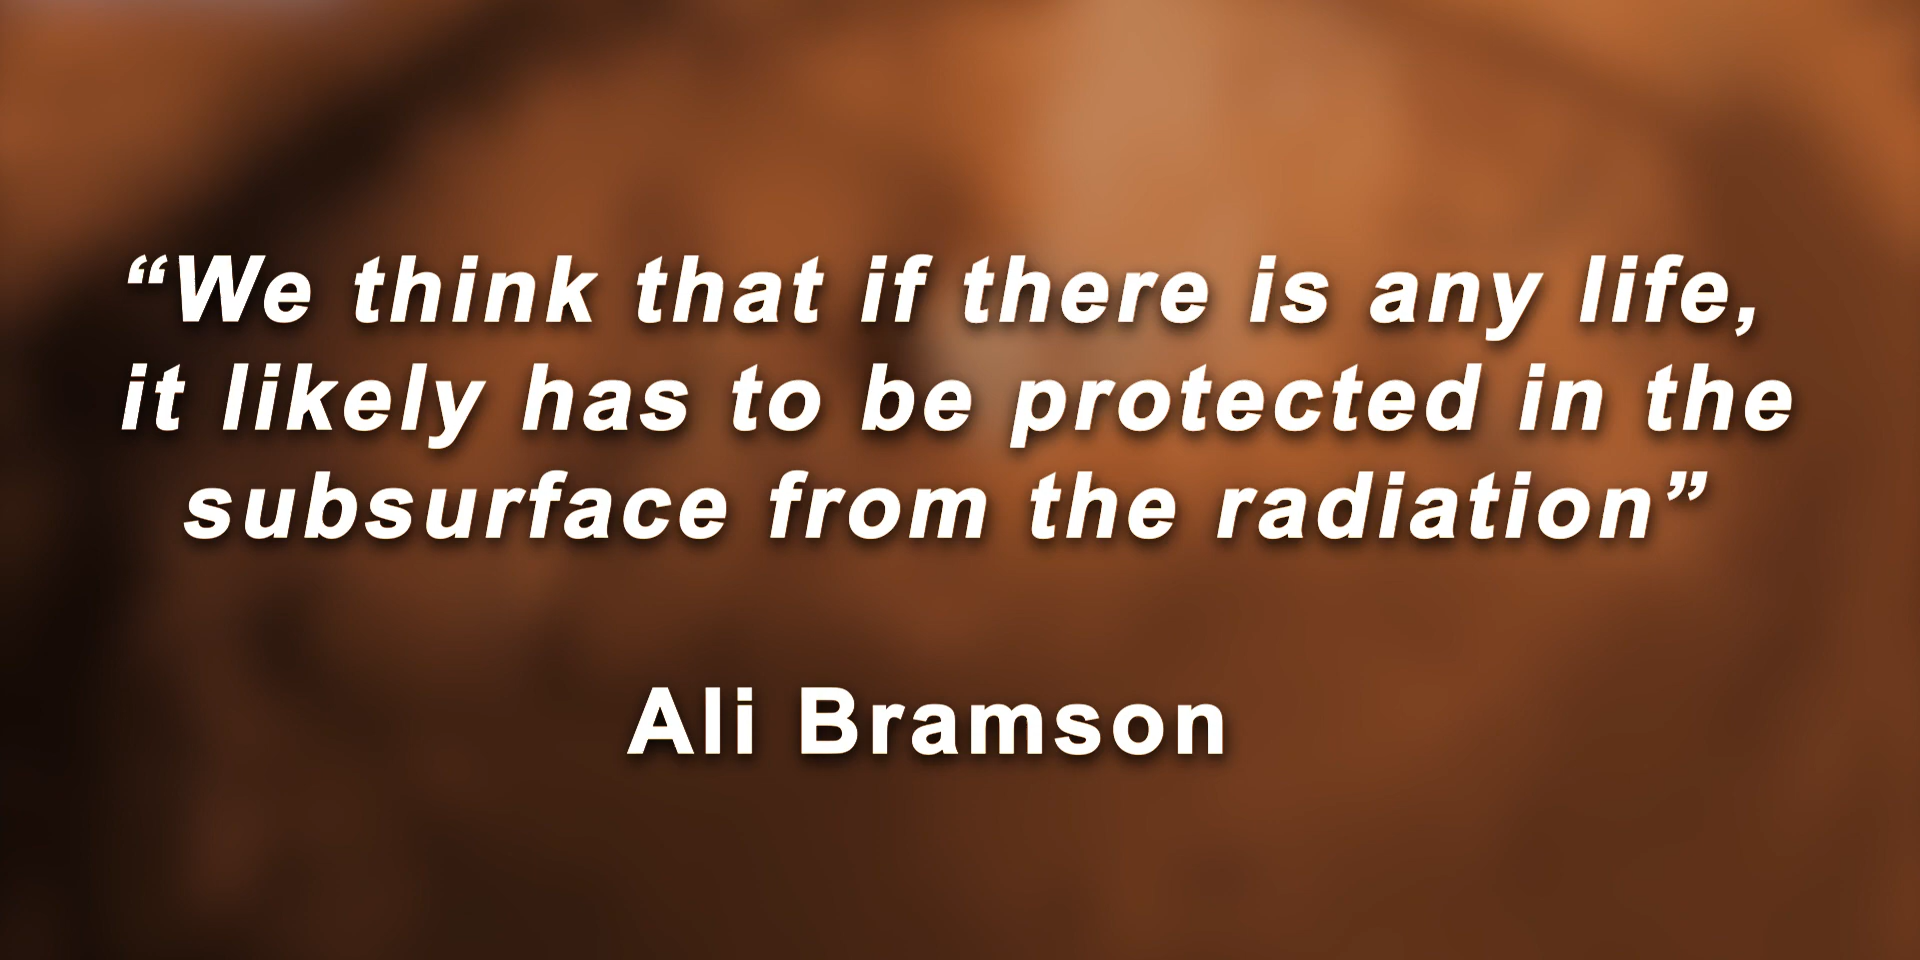 “We think that if there is any life,
it likely has to be protected in the
subsurface from the radiation”
Ali Bramson